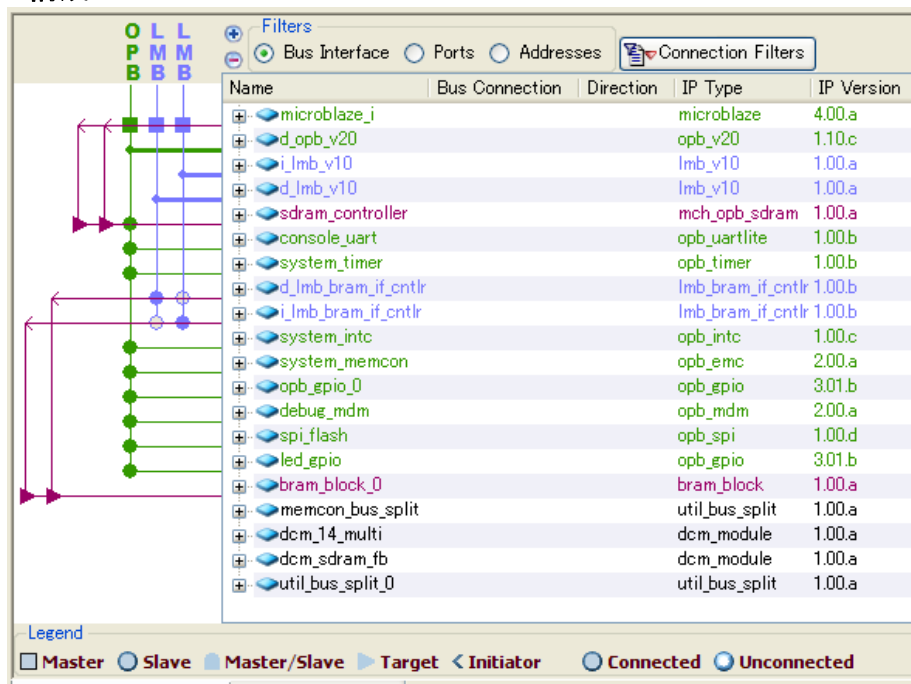 O L L
P M M
B B B
Filters
Bus Interface Ports Addresses Connection Filters
Name Bus Connection Direction IP Type IP Version
microblaze_i microblaze 4.00.a
d_opb_v20 opb_v20 1.10.c
i_lmb_v10 lmb_v10 1.00.a
d_lmb_v10 lmb_v10 1.00.a
sdram_controller mch_opb_sdram 1.00.a
console_uart opb_uartlite 1.00.b
system_timer opb_timer 1.00.b
d_lmb_bram_if_cntlr lmb_bram_if_cntlr 1.00.b
i_lmb_bram_if_cntlr lmb_bram_if_cntlr 1.00.b
system_intc opb_intc 1.00.c
system_memcon opb_emc 2.00.a
opb_gpio_0 opb_gpio 3.01.b
debug_mdm opb_mdm 2.00.a
spi_flash opb_spi 1.00.d
led_gpio opb_gpio 3.01.b
bram_block_0 bram_block 1.00.a
memcon_bus_split util_bus_split 1.00.a
dcm_14_multi dcm_module 1.00.a
dcm_sdram_fb dcm_module 1.00.a
util_bus_split_0 util_bus_split 1.00.a
Legend
Master Slave Master/Slave Target Initiator Connected Unconnected